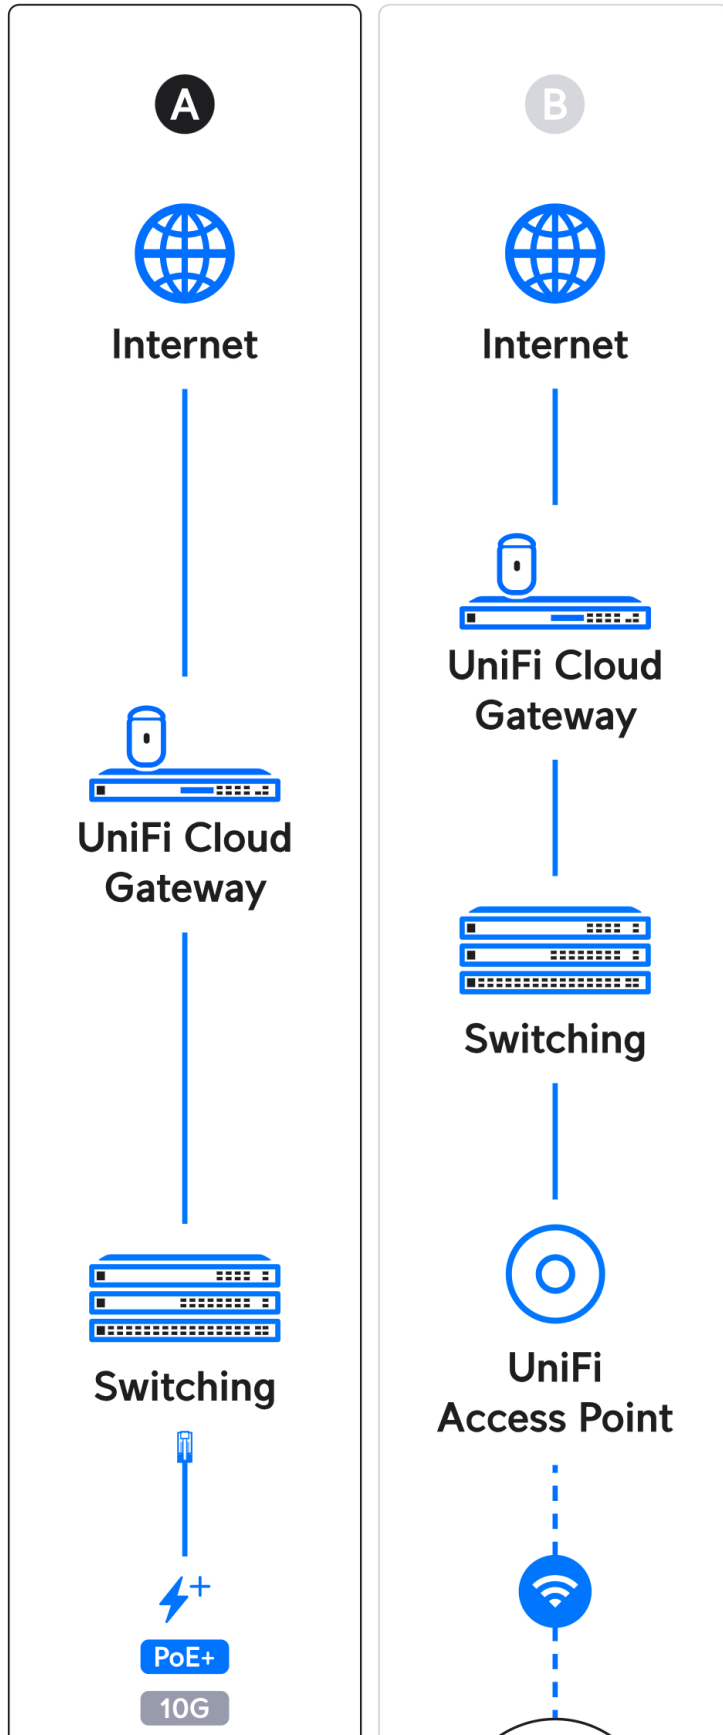 A
Internet
UniFi Cloud
Gateway
Switching
PoE+
10G
B
Internet
UniFi Cloud
Gateway
Switching
UniFi
Access Point